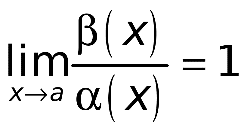 lim β(x)/α(x) = 1
x→a